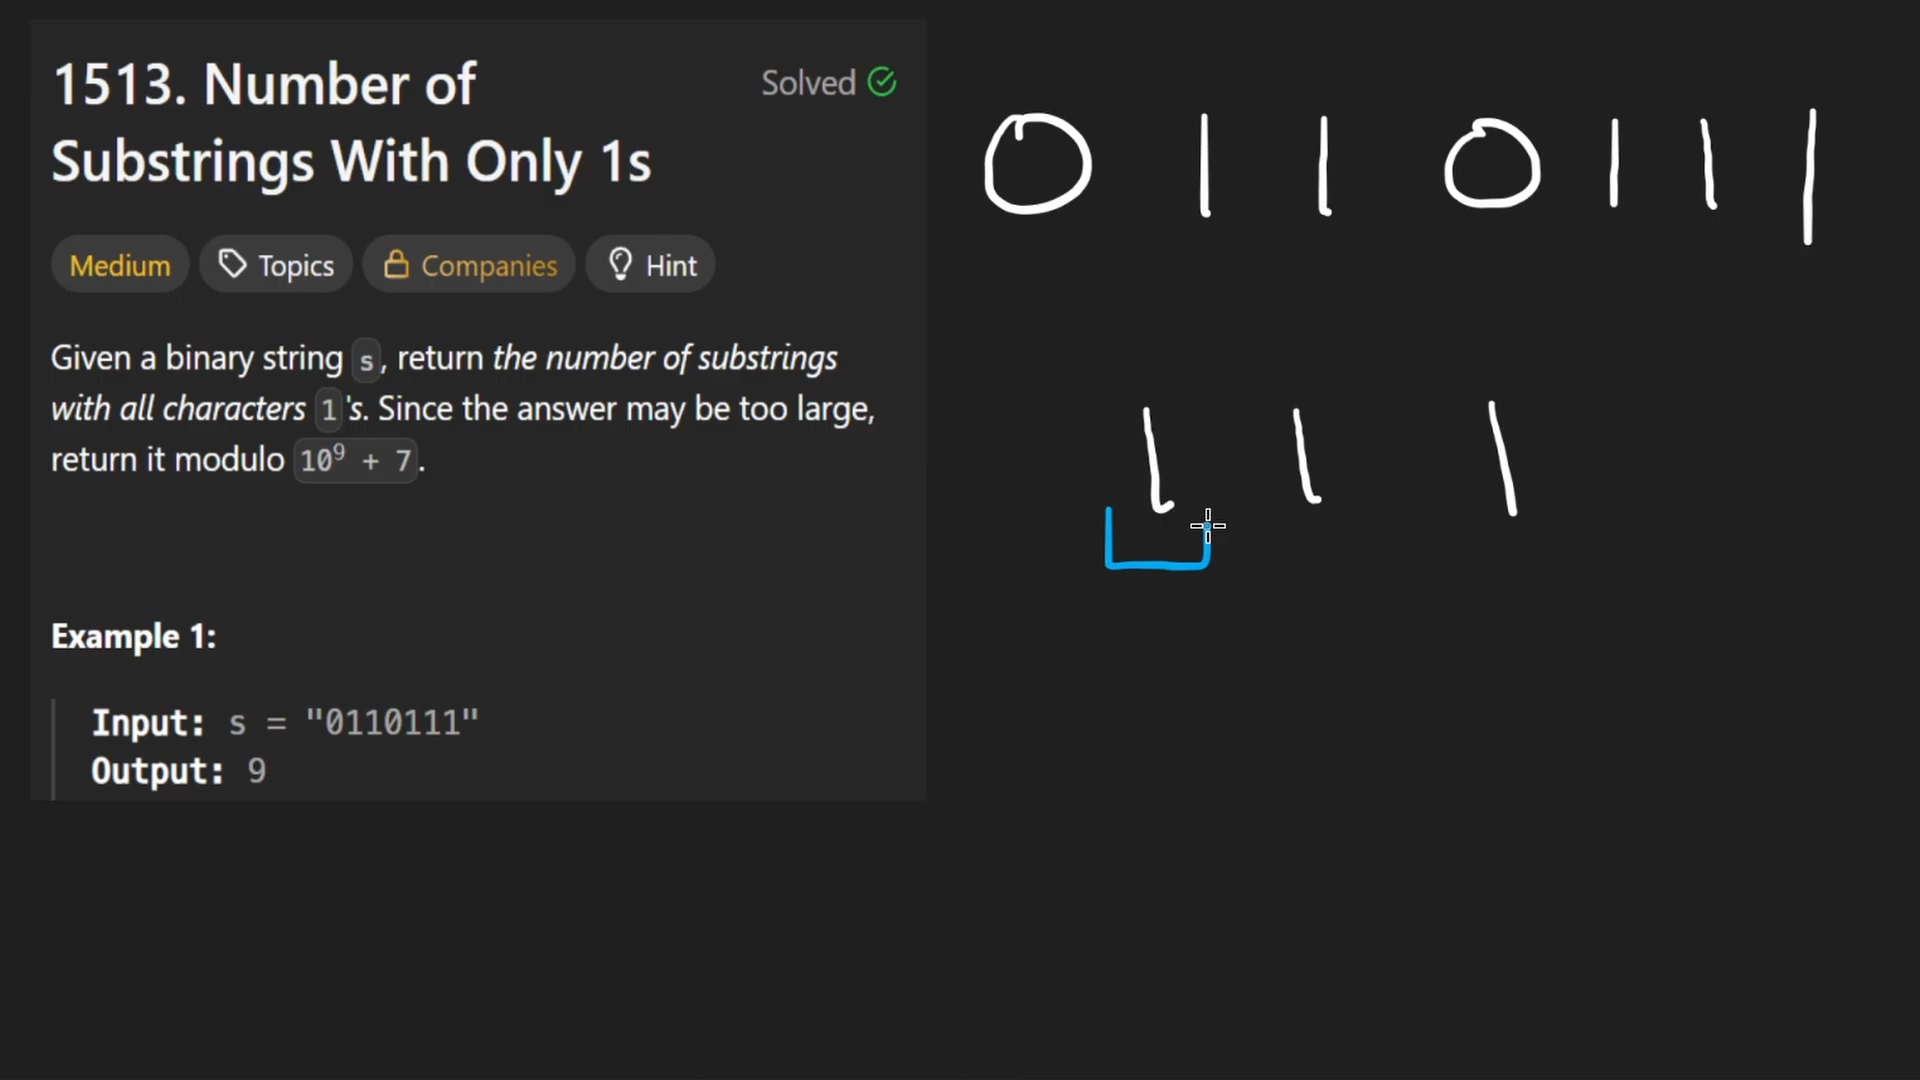 1513. Number of
Substrings With Only 1s
Solved
Medium
Topics
Companies
Hint
Given a binary string s, return the number of substrings
with all characters 1 's. Since the answer may be too large,
return it modulo 10⁹ + 7.
Example 1:
Input: s = "0110111"
Output: 9
0 1 1 0 1 1 1
1 1 1